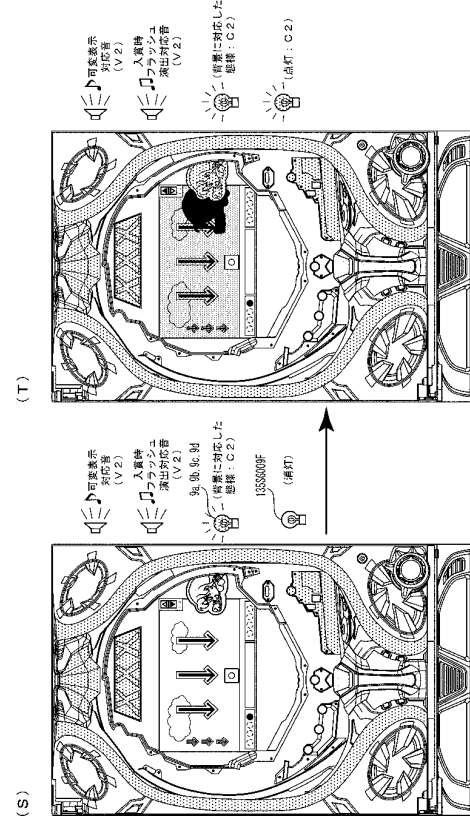 (S)
♪可変表示
対応音
(V2)
入賞時
♫フラッシュ
演出対応音
(V2)
9a,9b,9c,9d
(背景に対応した
態様:C2)
13SG009F
(消灯)
(T)
♪可変表示
対応音
(V2)
入賞時
♫フラッシュ
演出対応音
(V2)
(背景に対応した
態様:C2)
(点灯:C2)